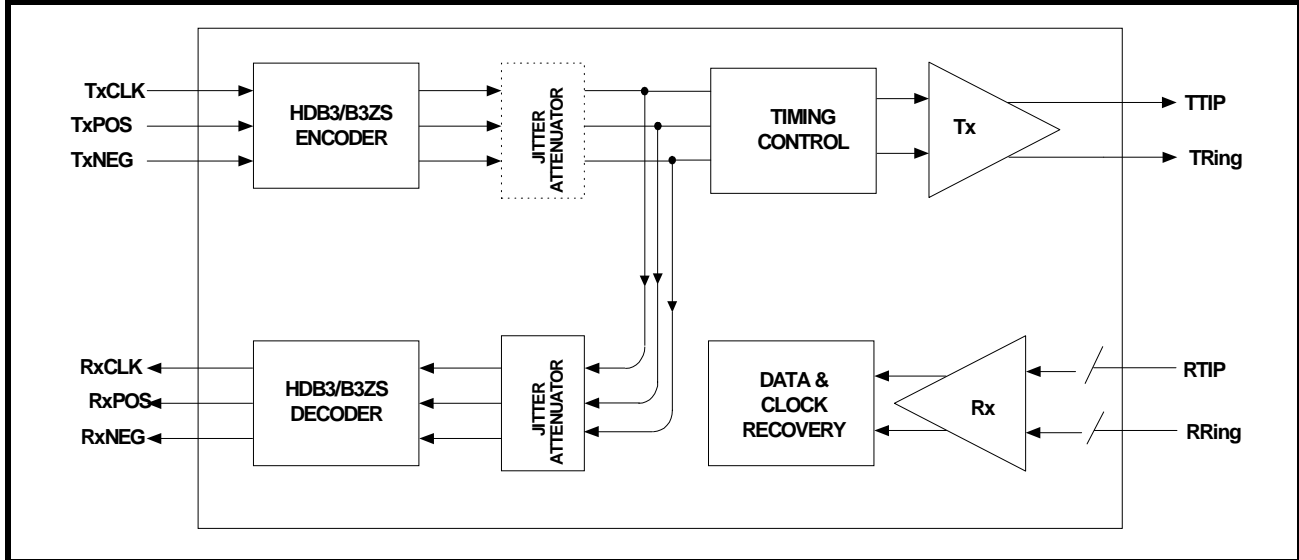 TxCLK
TxPOS
TxNEG
HDB3/B3ZS
ENCODER
JITTER
ATTENUATOR
TIMING
CONTROL
Tx
TTIP
TRing
RxCLK
RxPOS
RxNEG
HDB3/B3ZS
DECODER
JITTER
ATTENUATOR
DATA &
CLOCK
RECOVERY
Rx
RTIP
RRing